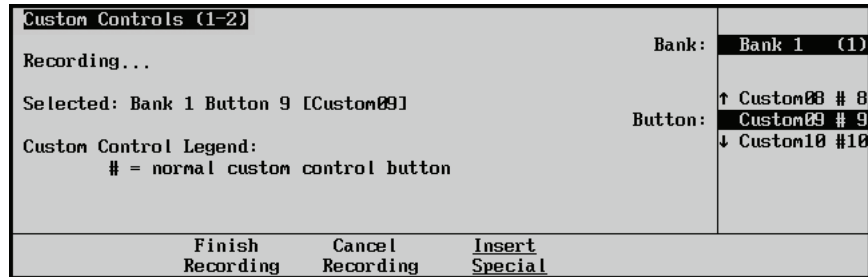 Custom Controls (1-2)
Bank: Bank 1 (1)
Recording...
Selected: Bank 1 Button 9 [Custom09]
↑ Custom08 # 8
Button: Custom09 # 9
↓ Custom10 #10
Custom Control Legend:
# = normal custom control button
Finish Recording
Cancel Recording
Insert Special